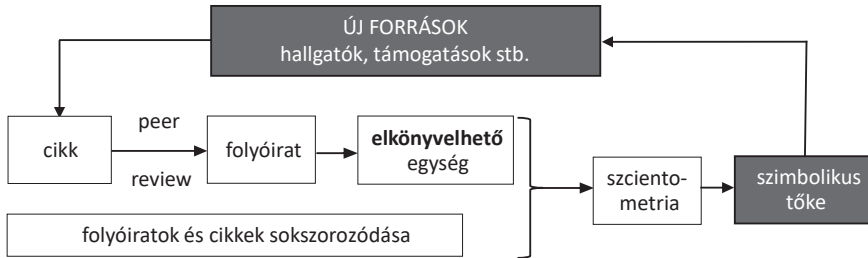 ÚJ FORRÁSOK
hallgatók, támogatások stb.
cikk
peer
review
folyóirat
elkönyvelhető
egység
szciento-
metria
szimbolikus
tőke
folyóiratok és cikkek sokszorozódása